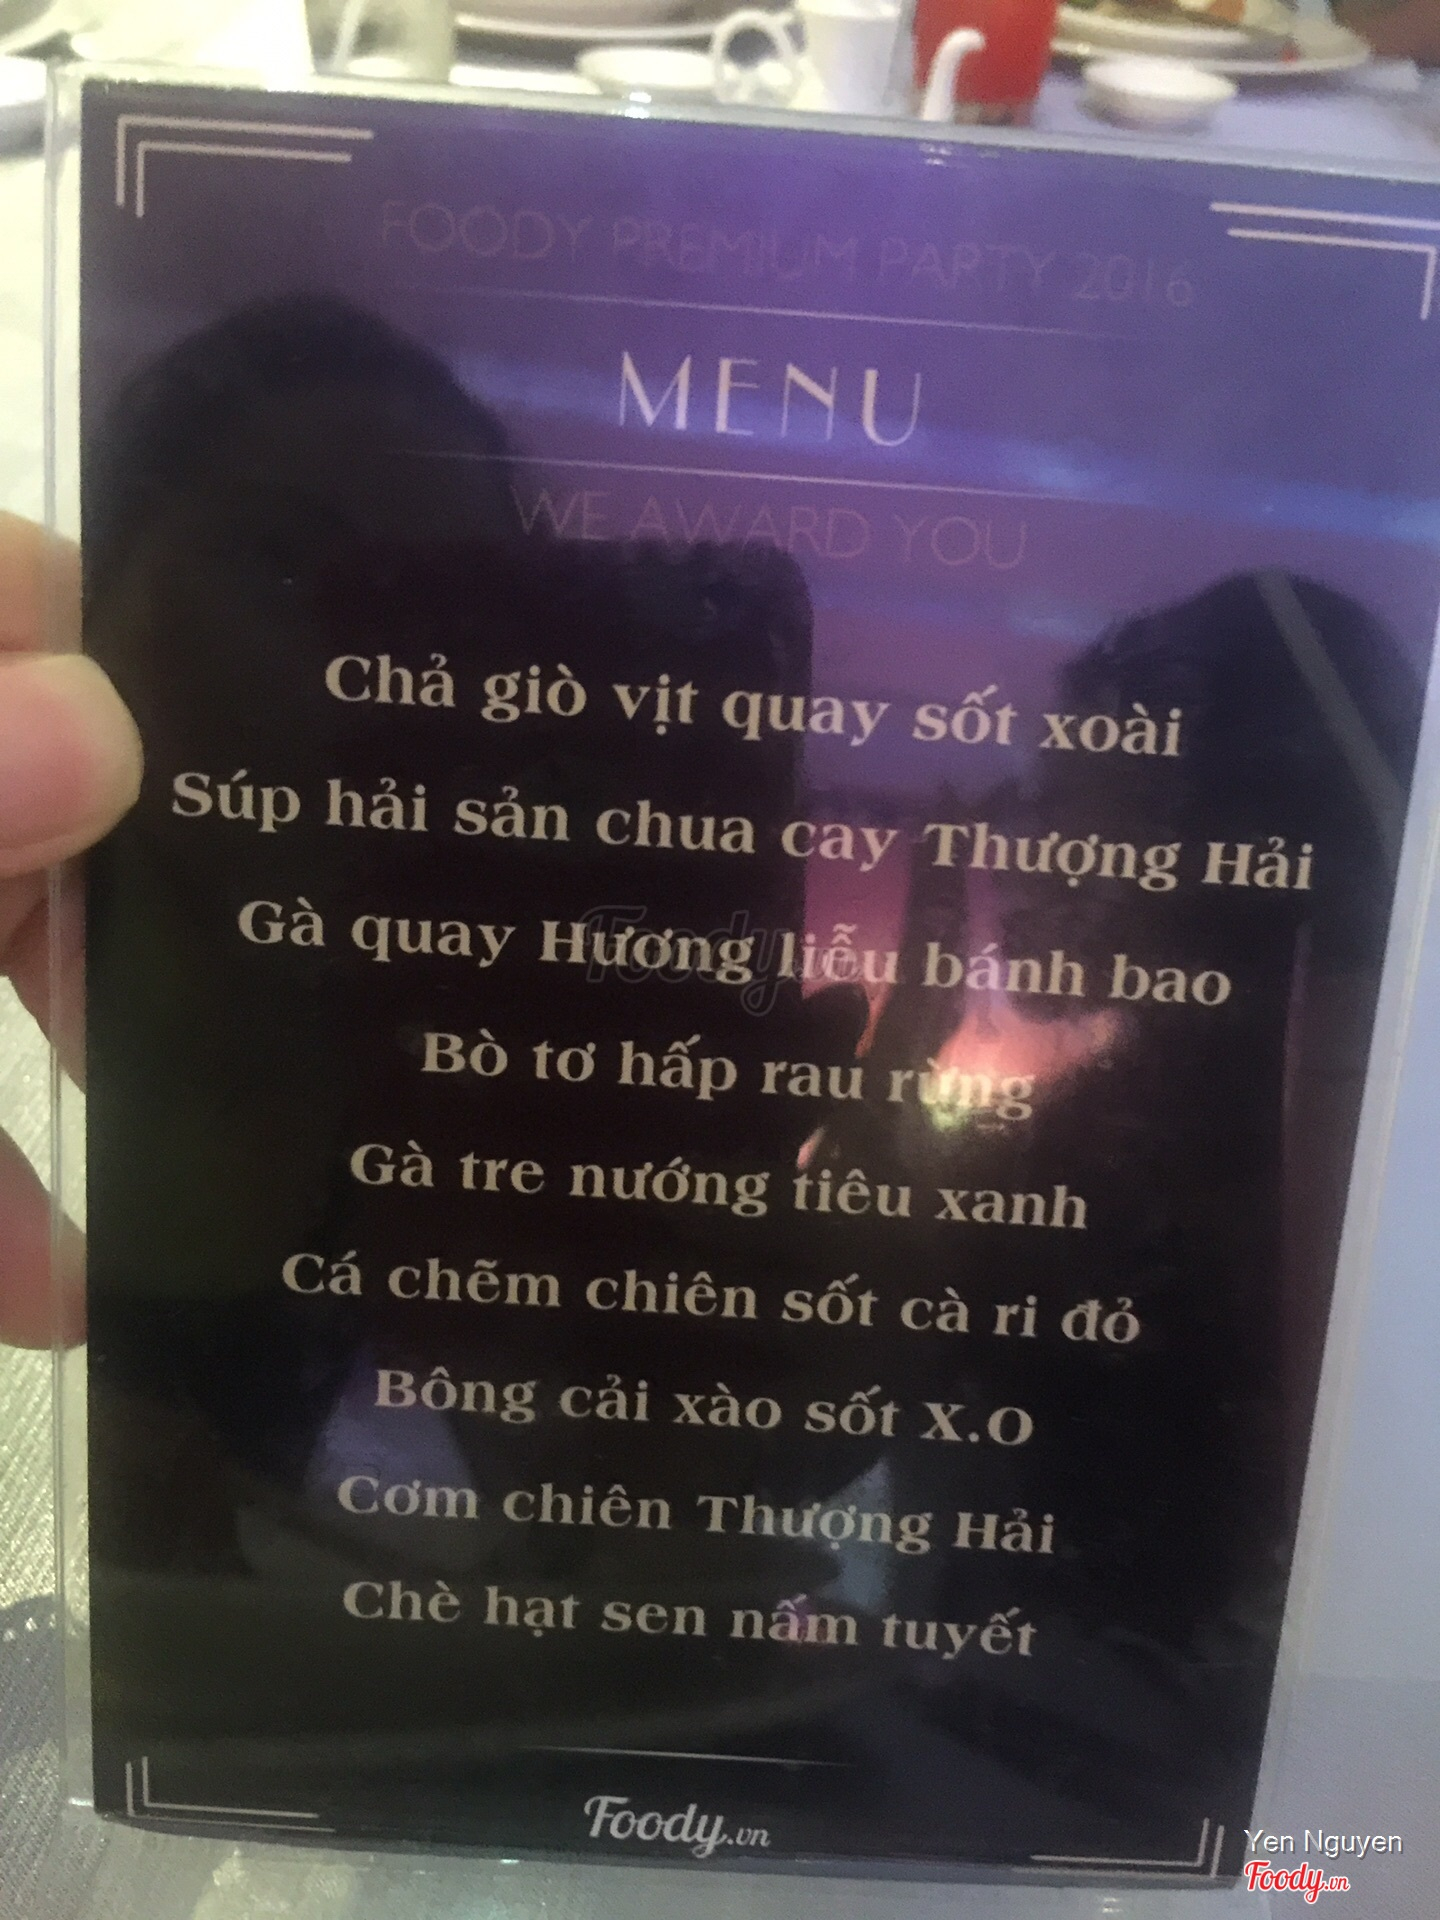 FOODY PREMIUM PARTY 2016
MENU
WE AWARD YOU
Chả giò vịt quay sốt xoài
Súp hải sản chua cay Thượng Hải
Gà quay Hương liễu bánh bao
Bò tơ hấp rau rừng
Gà tre nướng tiêu xanh
Cá chẽm chiên sốt cà ri đỏ
Bông cải xào sốt X.O
Cơm chiên Thượng Hải
Chè hạt sen nấm tuyết
Foody.vn
Yen Nguyen
Foody.vn